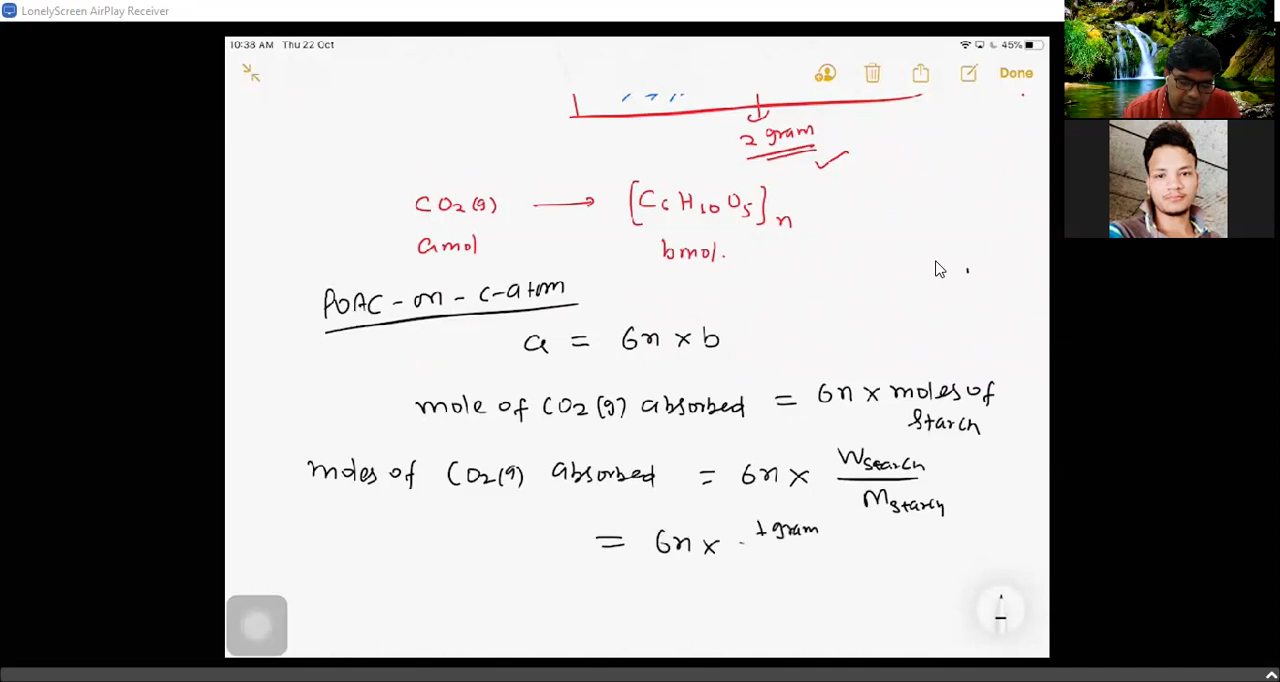 LonelyScreen AirPlay Receiver
10:38 AM Thu 22 Oct
45%
Done
2 gram
CO2(g) → [C6H10O5]n
a mol
b mol.
POAC - on - C-atom
a = 6n × b
mole of CO2(g) absorbed = 6n × moles of
starch
moles of CO2(g) absorbed = 6n × Wstarch
Mstarch
= 6n × 1 gram